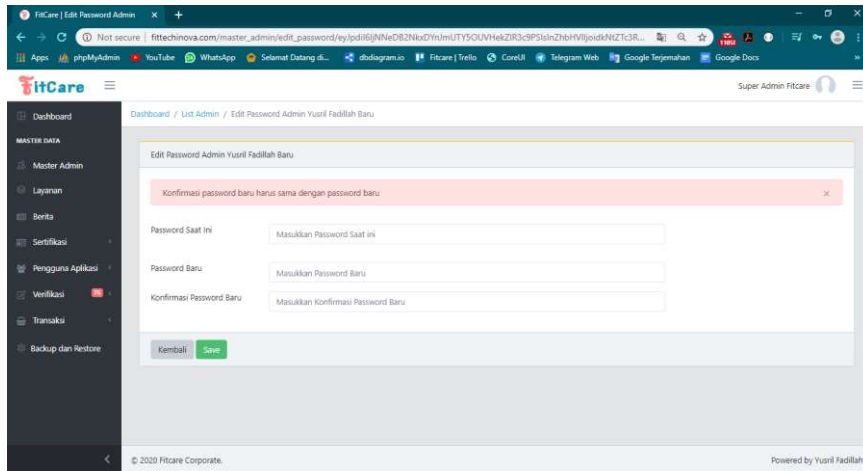 FitCare | Edit Password Admin
Not secure | fittechinova.com/master_admin/edit_password/
Apps phpMyAdmin YouTube WhatsApp Selamat Datang di... dbdiagram.io Fitcare | Trello CoreUI Telegram Web Google Terjemahan Google Docs
FitCare
Super Admin Fitcare
Dashboard
Dashboard / List Admin / Edit Password Admin Yusril Fadillah Baru
MASTER DATA
Master Admin
Layanan
Berita
Sertifikasi
Pengguna Aplikasi
Verifikasi
Transaksi
Backup dan Restore
Edit Password Admin Yusril Fadillah Baru
Konfirmasi password baru harus sama dengan password baru
Password Saat Ini
Masukkan Password Saat ini
Password Baru
Masukkan Password Baru
Konfirmasi Password Baru
Masukkan Konfirmasi Password Baru
Kembali Save
© 2020 Fitcare Corporate.
Powered by Yusril Fadillah